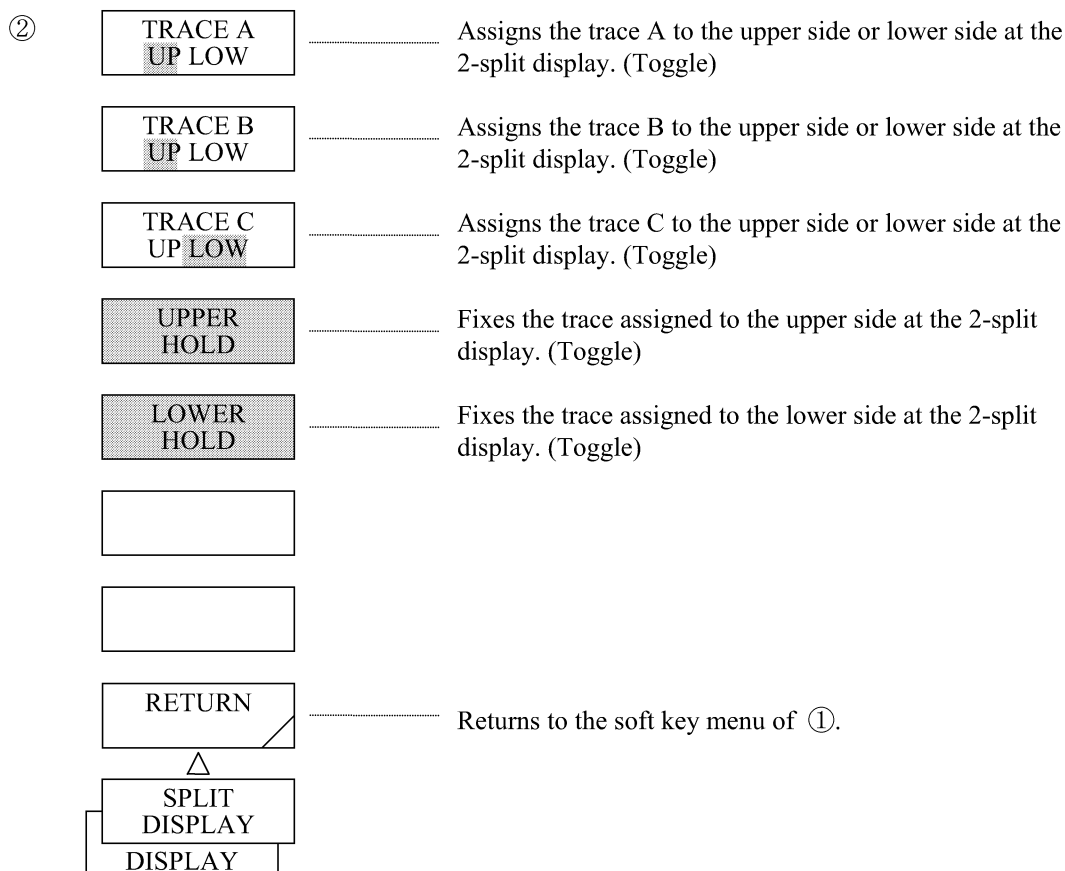 ②
TRACE A
UP LOW
Assigns the trace A to the upper side or lower side at the
2-split display. (Toggle)
TRACE B
UP LOW
Assigns the trace B to the upper side or lower side at the
2-split display. (Toggle)
TRACE C
UP LOW
Assigns the trace C to the upper side or lower side at the
2-split display. (Toggle)
UPPER
HOLD
Fixes the trace assigned to the upper side at the 2-split
display. (Toggle)
LOWER
HOLD
Fixes the trace assigned to the lower side at the 2-split
display. (Toggle)
RETURN
Returns to the soft key menu of ①.
SPLIT
DISPLAY
DISPLAY